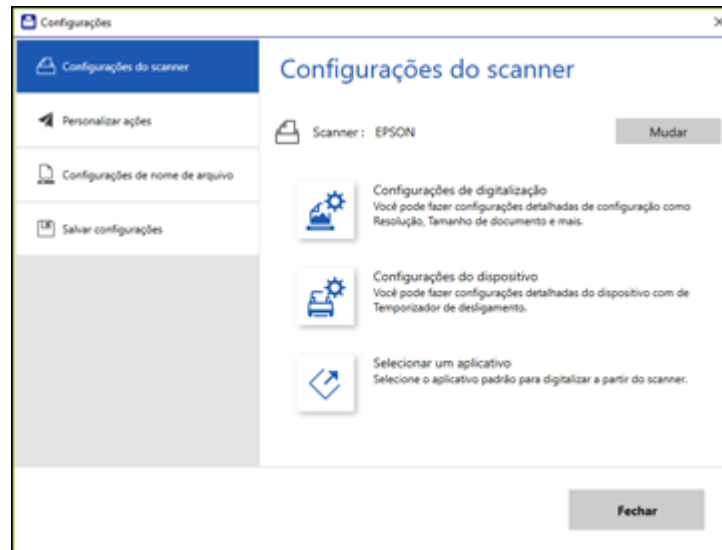 Configurações
Configurações do scanner
Personalizar ações
Configurações de nome de arquivo
Salvar configurações
Configurações do scanner
Scanner : EPSON
Mudar
Configurações de digitalização
Você pode fazer configurações detalhadas de configuração como
Resolução, Tamanho de documento e mais.
Configurações do dispositivo
Você pode fazer configurações detalhadas do dispositivo com de
Temporizador de desligamento.
Selecionar um aplicativo
Selecione o aplicativo padrão para digitalizar a partir do scanner.
Fechar